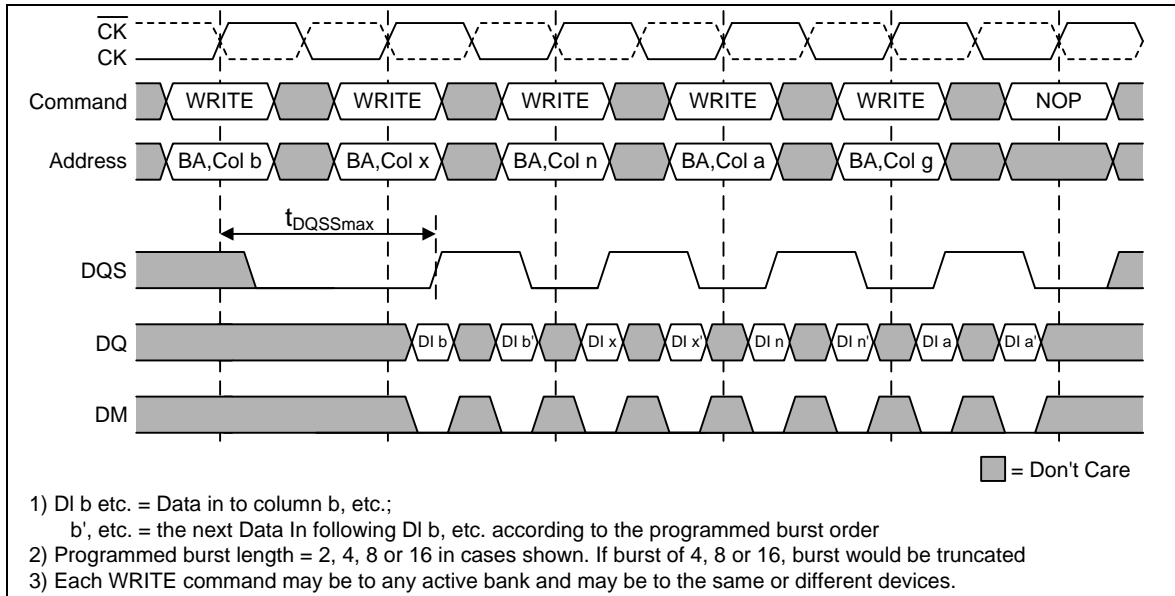 CK
CK
Command WRITE WRITE WRITE WRITE WRITE NOP
Address BA,Col b BA,Col x BA,Col n BA,Col a BA,Col g
tDQSSmax
DQS
DQ DI b DI b' DI x DI x' DI n DI n' DI a DI a'
DM
= Don't Care
1) DI b etc. = Data in to column b, etc.;
b', etc. = the next Data In following DI b, etc. according to the programmed burst order
2) Programmed burst length = 2, 4, 8 or 16 in cases shown. If burst of 4, 8 or 16, burst would be truncated
3) Each WRITE command may be to any active bank and may be to the same or different devices.